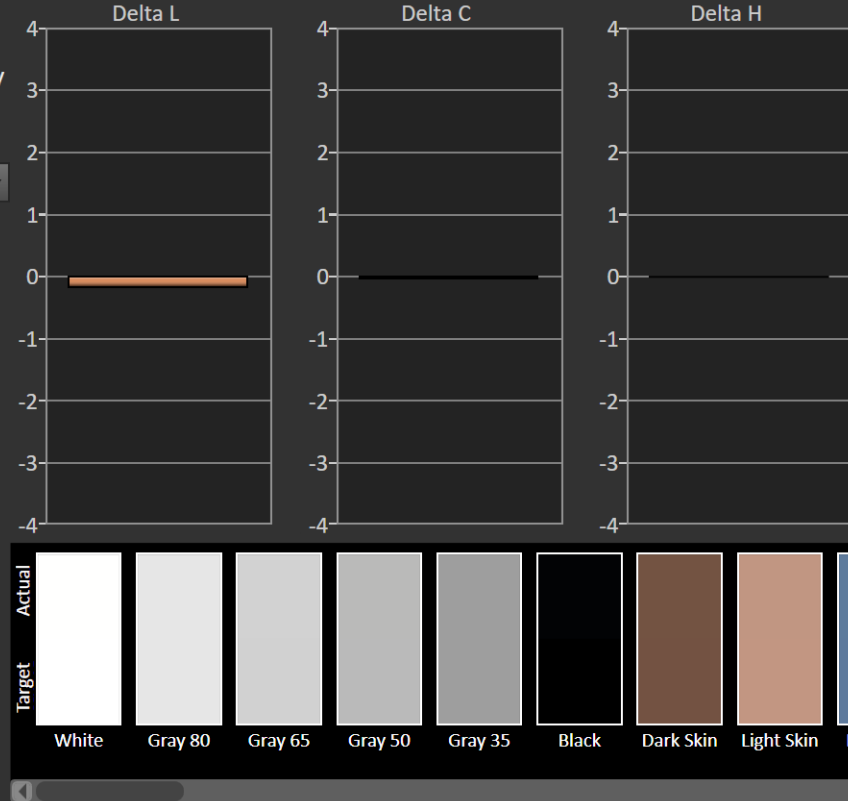 Delta L
4
3
2
1
0
-1
-2
-3
-4
Delta C
4
3
2
1
0
-1
-2
-3
-4
Delta H
4
3
2
1
0
-1
-2
-3
-4
Actual
Target
White
Gray 80
Gray 65
Gray 50
Gray 35
Black
Dark Skin
Light Skin